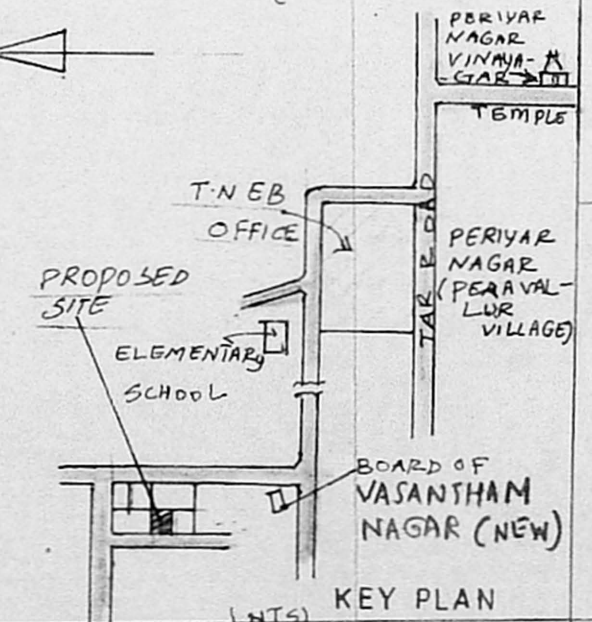 PERIYAR
NAGAR
VINAYA-
-GAR
TEMPLE
T.N EB
OFFICE
TAR ROAD
PERIYAR
NAGAR
(PERAVAL-
LUR
VILLAGE)
PROPOSED
SITE
ELEMENTARY
SCHOOL
BOARD OF
VASANTHAM
NAGAR (NEW)
KEY PLAN
(NTS)